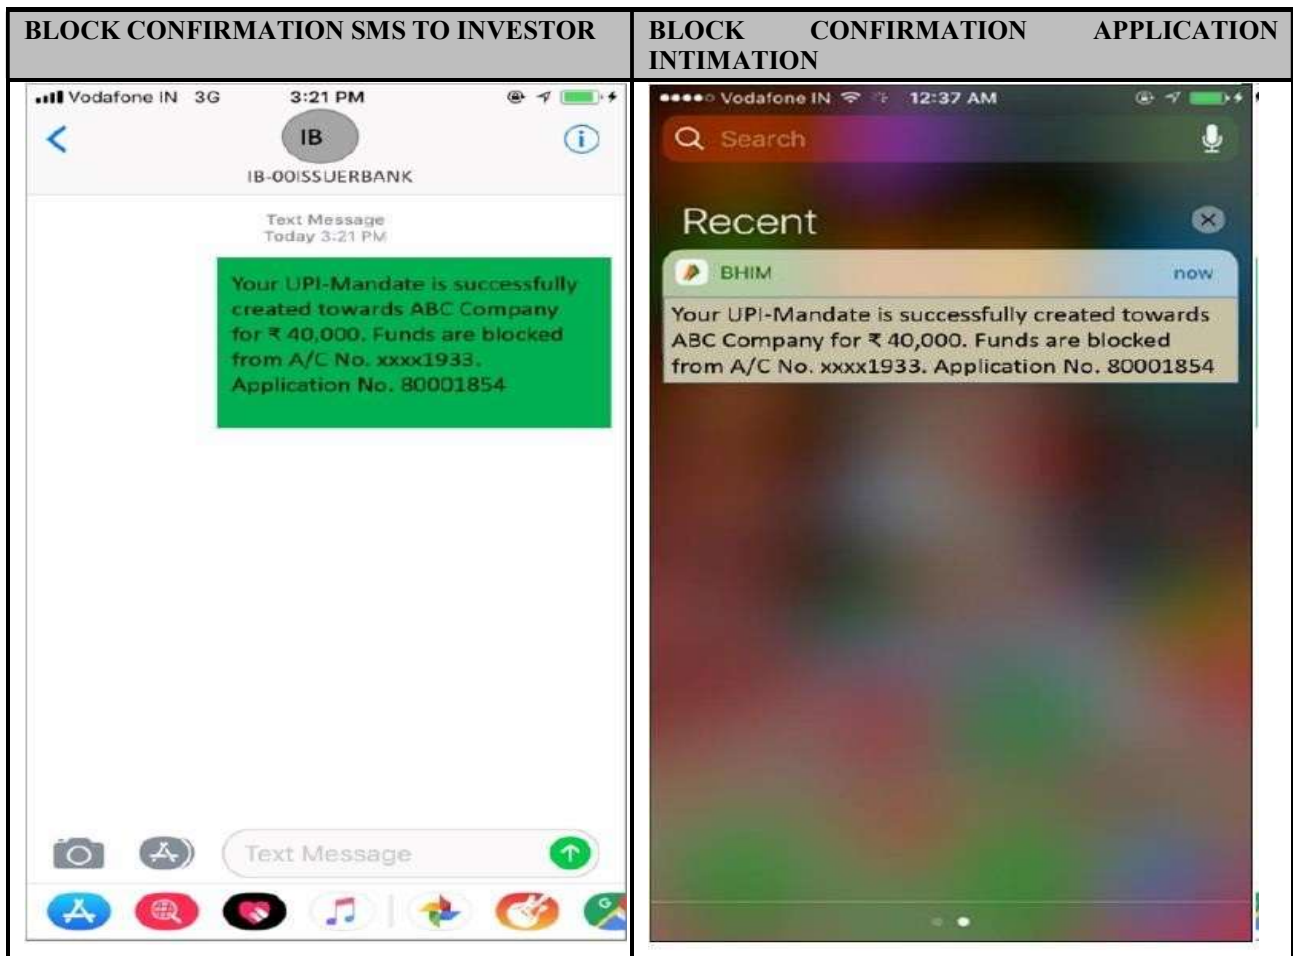 BLOCK CONFIRMATION SMS TO INVESTOR
BLOCK CONFIRMATION APPLICATION
INTIMATION
Vodafone IN 3G 3:21 PM
IB
IB-00ISSUERBANK
Text Message
Today 3:21 PM
Your UPI-Mandate is successfully
created towards ABC Company
for ₹ 40,000. Funds are blocked
from A/C No. xxxx1933.
Application No. 80001854
Text Message
Vodafone IN 12:37 AM
Search
Recent
BHIM now
Your UPI-Mandate is successfully created towards
ABC Company for ₹ 40,000. Funds are blocked
from A/C No. xxxx1933. Application No. 80001854